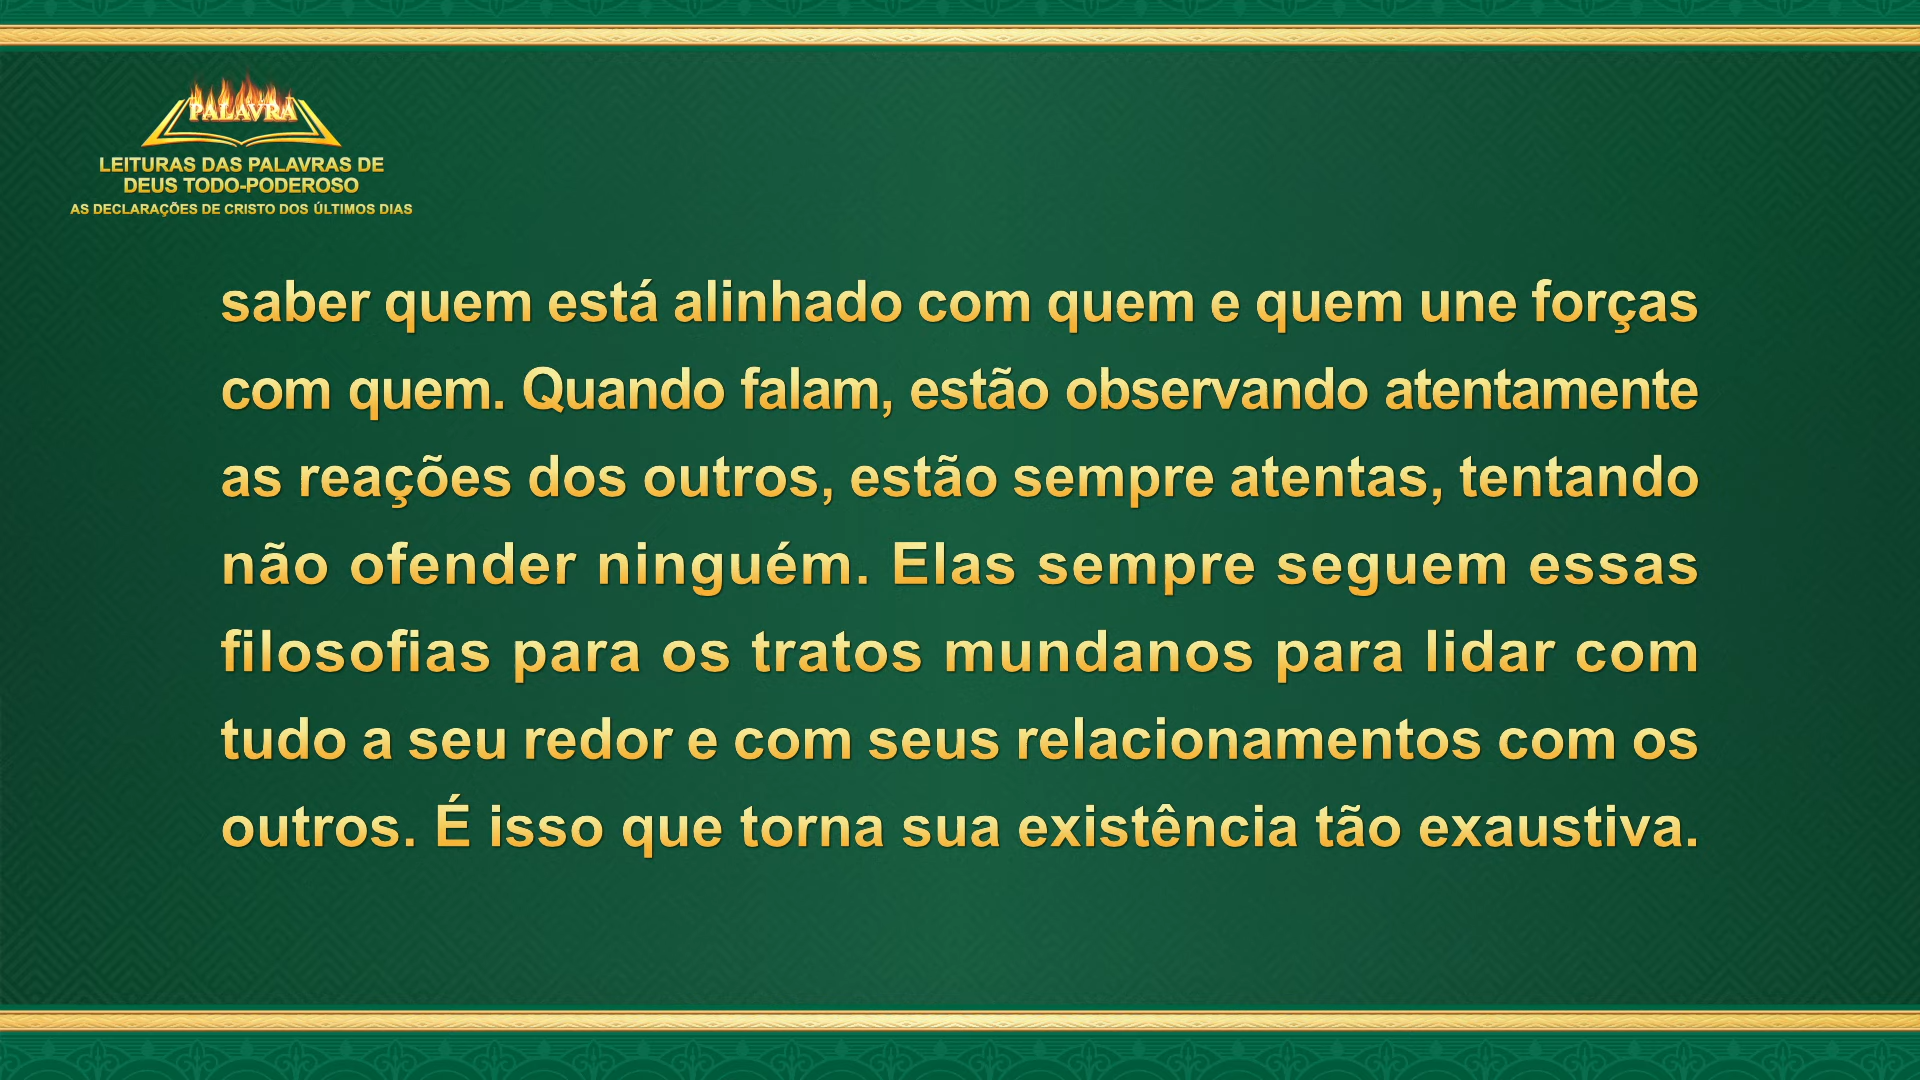 PALAVRA
LEITURAS DAS PALAVRAS DE
DEUS TODO-PODEROSO
AS DECLARAÇÕES DE CRISTO DOS ÚLTIMOS DIAS
saber quem está alinhado com quem e quem une forças
com quem. Quando falam, estão observando atentamente
as reações dos outros, estão sempre atentas, tentando
não ofender ninguém. Elas sempre seguem essas
filosofias para os tratos mundanos para lidar com
tudo a seu redor e com seus relacionamentos com os
outros. É isso que torna sua existência tão exaustiva.